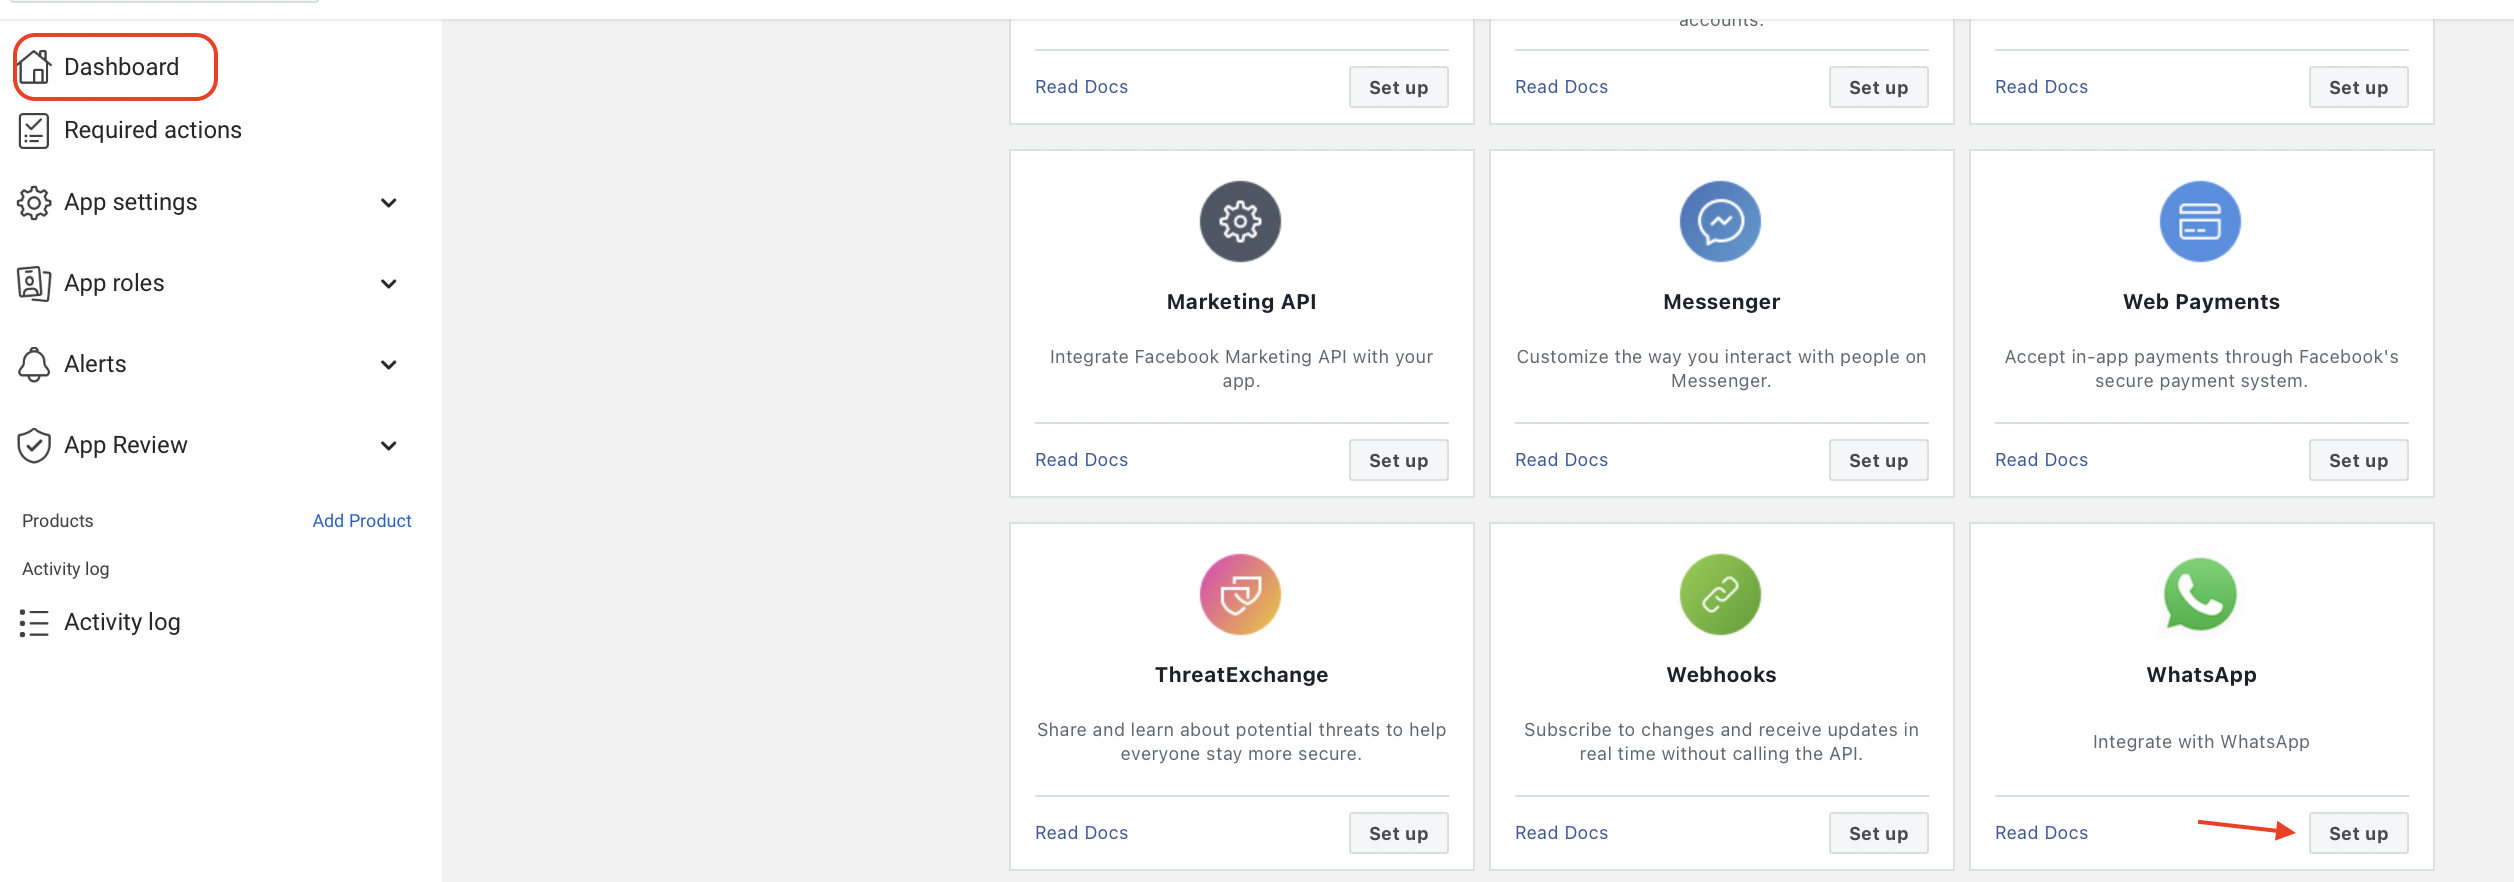 Dashboard
Required actions
App settings
App roles
Alerts
App Review
Products
Add Product
Activity log
Activity log
accounts.
Read Docs
Set up
Read Docs
Set up
Read Docs
Set up
Marketing API
Integrate Facebook Marketing API with your
app.
Read Docs
Set up
Messenger
Customize the way you interact with people on
Messenger.
Read Docs
Set up
Web Payments
Accept in-app payments through Facebook's
secure payment system.
Read Docs
Set up
ThreatExchange
Share and learn about potential threats to help
everyone stay more secure.
Read Docs
Set up
Webhooks
Subscribe to changes and receive updates in
real time without calling the API.
Read Docs
Set up
WhatsApp
Integrate with WhatsApp
Read Docs
Set up